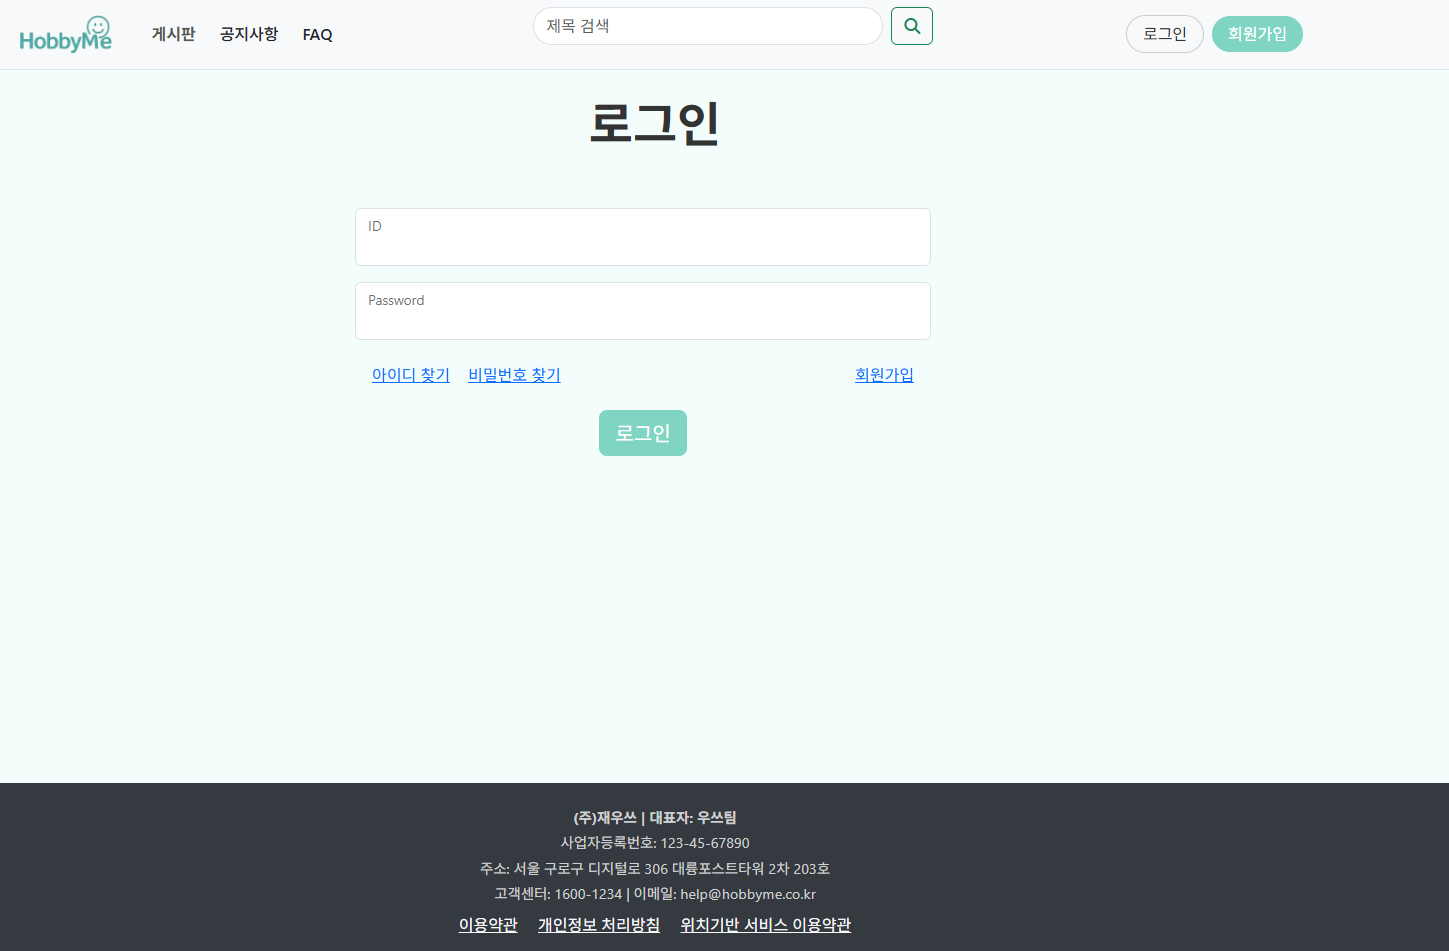 HobbyMe 게시판 공지사항 FAQ 제목 검색 로그인 회원가입
로그인
ID
Password
아이디 찾기 비밀번호 찾기 회원가입
로그인
(주)재우쓰 | 대표자: 우쓰팀
사업자등록번호: 123-45-67890
주소: 서울 구로구 디지털로 306 대륭포스트타워 2차 203호
고객센터: 1600-1234 | 이메일: help@hobbyme.co.kr
이용약관 개인정보 처리방침 위치기반 서비스 이용약관